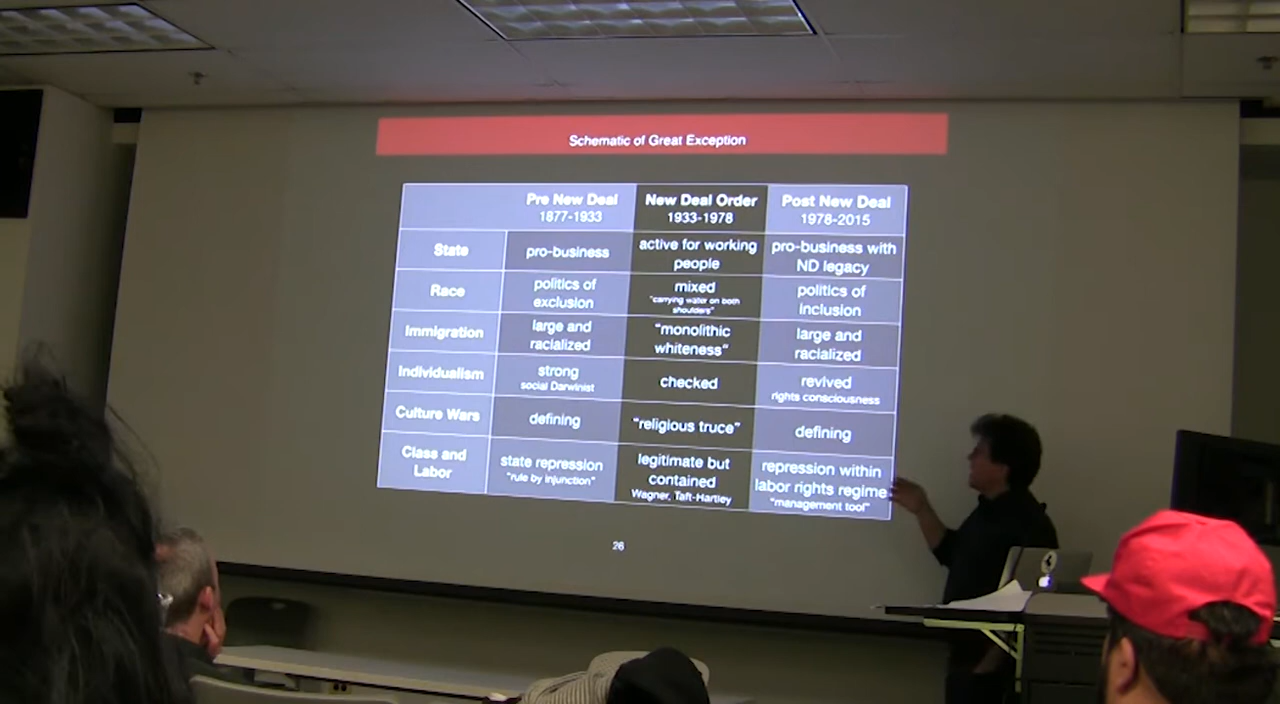 Schematic of Great Exception
Pre New Deal
1877-1933
New Deal Order
1933-1978
Post New Deal
1978-2015
State
pro-business
active for working
people
pro-business with
ND legacy
Race
politics of
exclusion
mixed
"carrying water on both
shoulders"
politics of
inclusion
Immigration
large and
racialized
"monolithic
whiteness"
large and
racialized
Individualism
strong
social Darwinist
checked
revived
rights consciousness
Culture Wars
defining
"religious truce"
defining
Class and
Labor
state repression
"rule by injunction"
legitimate but
contained
Wagner, Taft-Hartley
repression within
labor rights regime
"management tool"
26